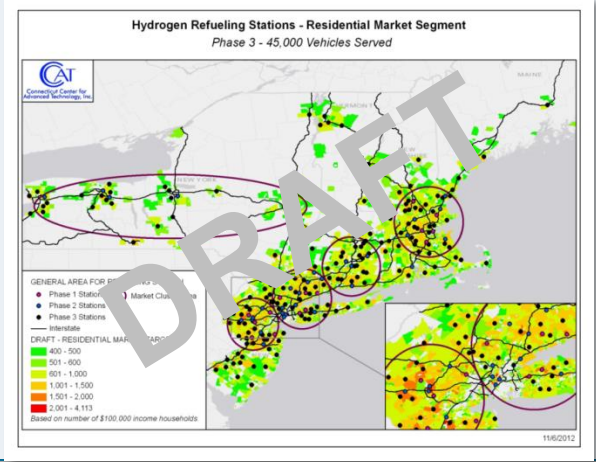 Hydrogen Refueling Stations - Residential Market Segment
Phase 3 - 45,000 Vehicles Served
CAT
Connecticut Center for
Advanced Technology, Inc.
MAINE
NEW YORK
DRAFT
GENERAL AREA FOR
Phase 1 Stations
Market Cluster Area
Phase 2 Stations
Phase 3 Stations
Interstate
DRAFT - RESIDENTIAL
400 - 500
501 - 600
601 - 1,000
1,001 - 1,500
1,501 - 2,000
2,001 - 4,113
Based on number of $100,000 income households
11/6/2012